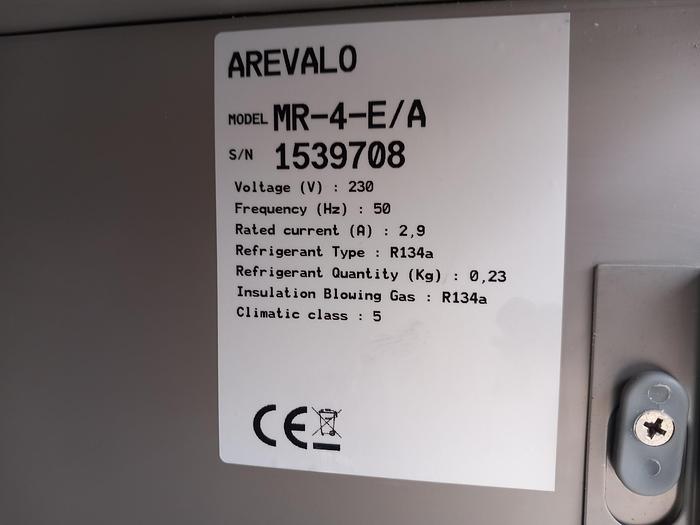 AREVALO
MODEL MR-4-E/A
S/N 1539708
Voltage (V) : 230
Frequency (Hz) : 50
Rated current (A) : 2,9
Refrigerant Type : R134a
Refrigerant Quantity (Kg) : 0,23
Insulation Blowing Gas : R134a
Climatic class : 5
CE